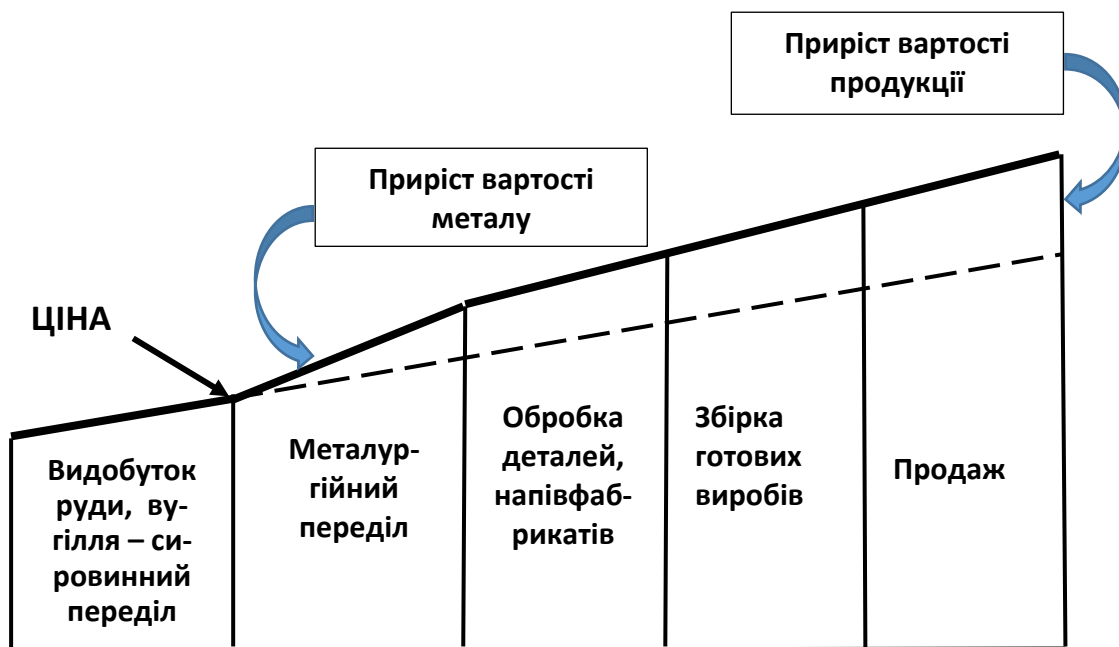 Приріст вартості
продукції
Приріст вартості
металу
ЦІНА
Видобуток
руди, ву-
гілля – си-
ровинний
переділ
Металур-
гійний
переділ
Обробка
деталей,
напівфаб-
рикатів
Збірка
готових
виробів
Продаж